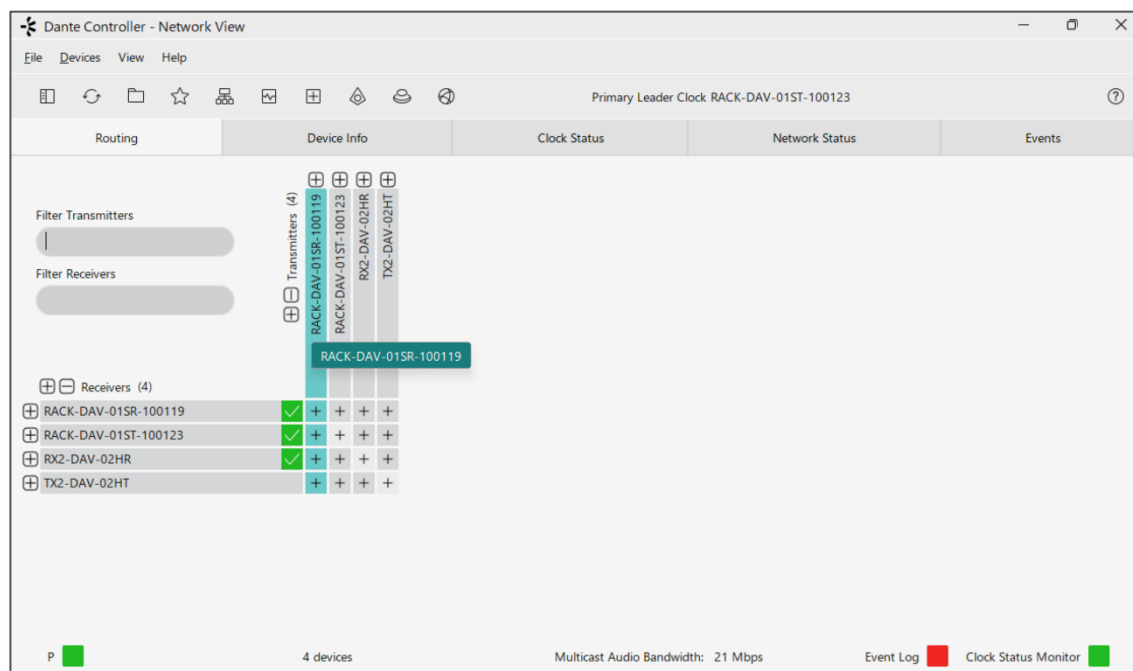 Dante Controller - Network View
File Devices View Help
Primary Leader Clock RACK-DAV-01ST-100123
Routing Device Info Clock Status Network Status Events
Filter Transmitters
Filter Receivers
Transmitters (4)
RACK-DAV-01SR-100119
RACK-DAV-01ST-100123
RX2-DAV-02HR
TX2-DAV-02HT
RACK-DAV-01SR-100119
Receivers (4)
RACK-DAV-01SR-100119
RACK-DAV-01ST-100123
RX2-DAV-02HR
TX2-DAV-02HT
P 4 devices Multicast Audio Bandwidth: 21 Mbps Event Log Clock Status Monitor